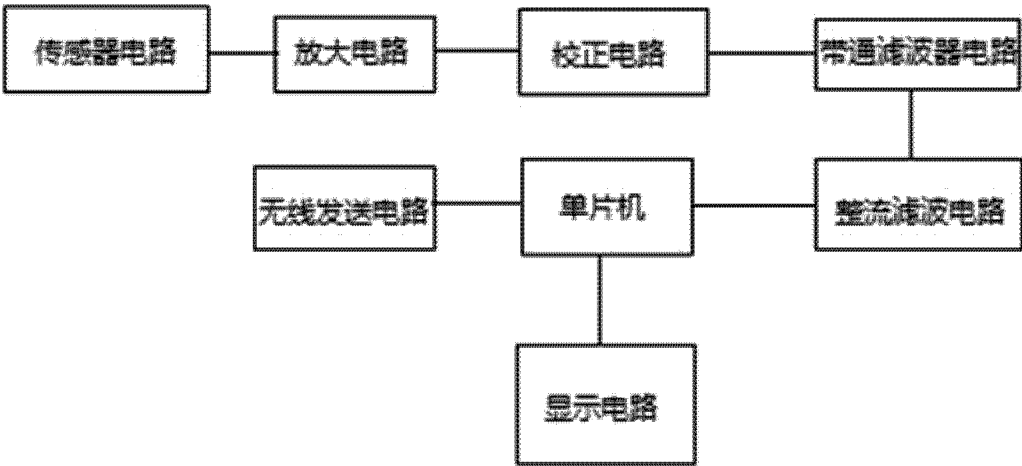 传感器电路
放大电路
校正电路
带通滤波器电路
无线发送电路
单片机
整流滤波电路
显示电路